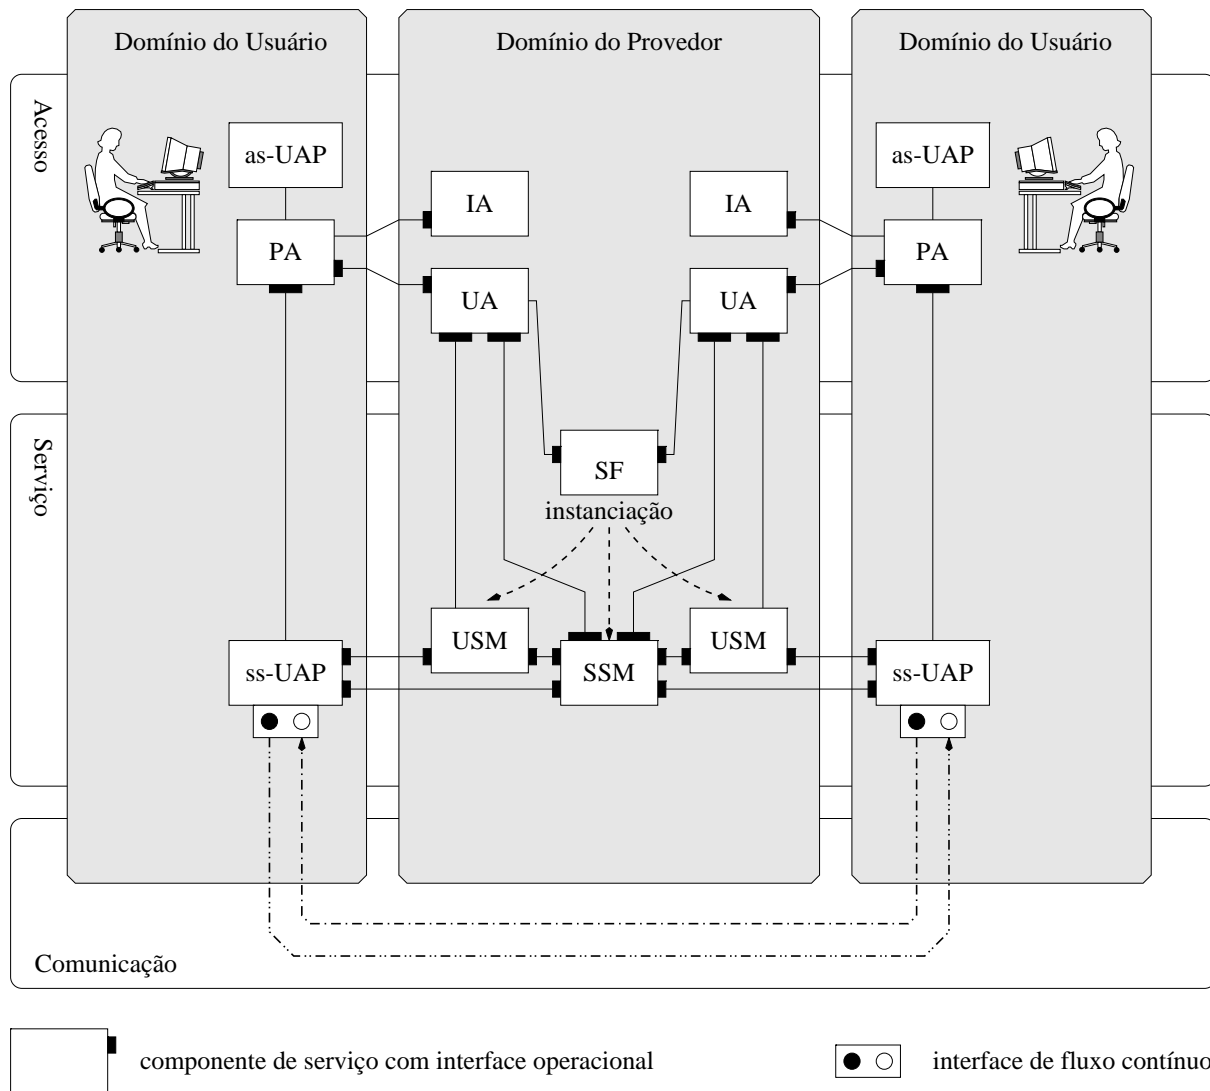 Domínio do Usuário
Domínio do Provedor
Domínio do Usuário
Acesso
as-UAP
as-UAP
IA
IA
PA
PA
UA
UA
Serviço
SF
instanciação
USM
USM
ss-UAP
SSM
ss-UAP
Comunicação
componente de serviço com interface operacional
interface de fluxo contínuo